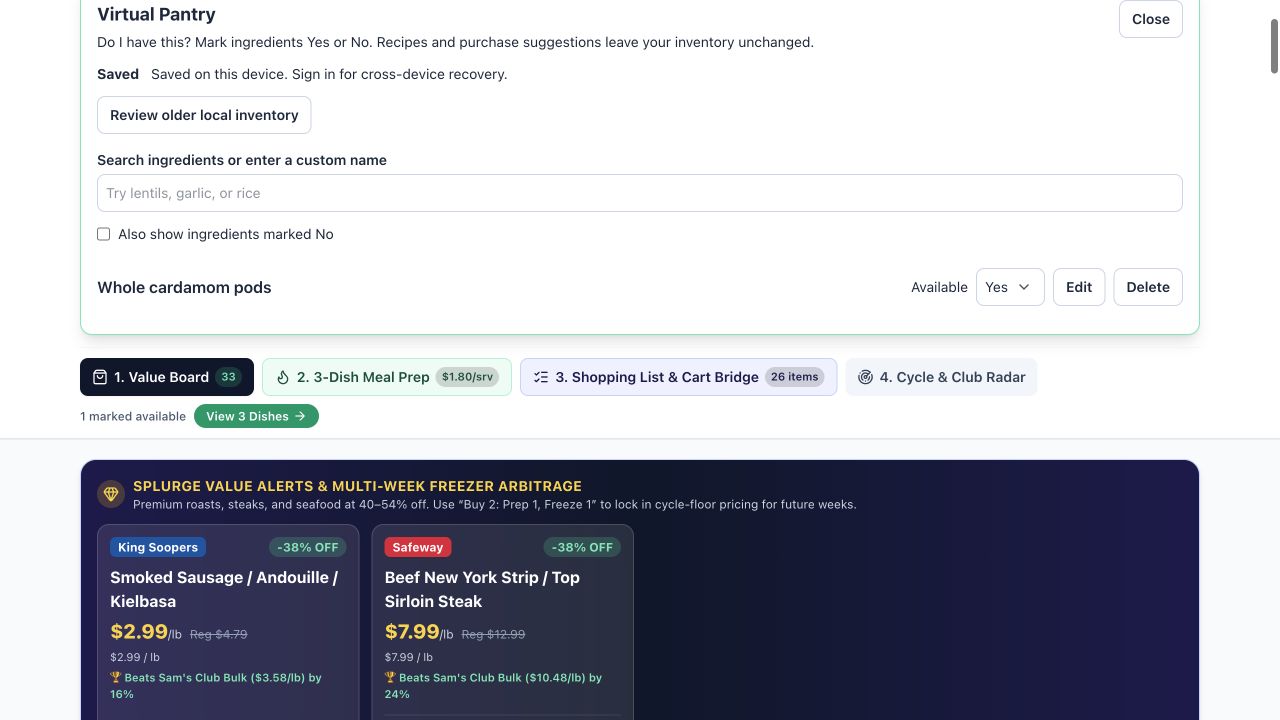 Virtual Pantry
Close
Do I have this? Mark ingredients Yes or No. Recipes and purchase suggestions leave your inventory unchanged.
Saved Saved on this device. Sign in for cross-device recovery.
Review older local inventory
Search ingredients or enter a custom name
Try lentils, garlic, or rice
Also show ingredients marked No
Whole cardamom pods
Available Yes Edit Delete
1. Value Board 33
2. 3-Dish Meal Prep $1.80/srv
3. Shopping List & Cart Bridge 26 items
4. Cycle & Club Radar
1 marked available View 3 Dishes →
SPLURGE VALUE ALERTS & MULTI-WEEK FREEZER ARBITRAGE
Premium roasts, steaks, and seafood at 40–54% off. Use “Buy 2: Prep 1, Freeze 1” to lock in cycle-floor pricing for future weeks.
King Soopers -38% OFF
Smoked Sausage / Andouille /
Kielbasa
$2.99/lb Reg $4.79
$2.99 / lb
🏆 Beats Sam's Club Bulk ($3.58/lb) by
16%
Safeway -38% OFF
Beef New York Strip / Top
Sirloin Steak
$7.99/lb Reg $12.99
$7.99 / lb
🏆 Beats Sam's Club Bulk ($10.48/lb) by
24%